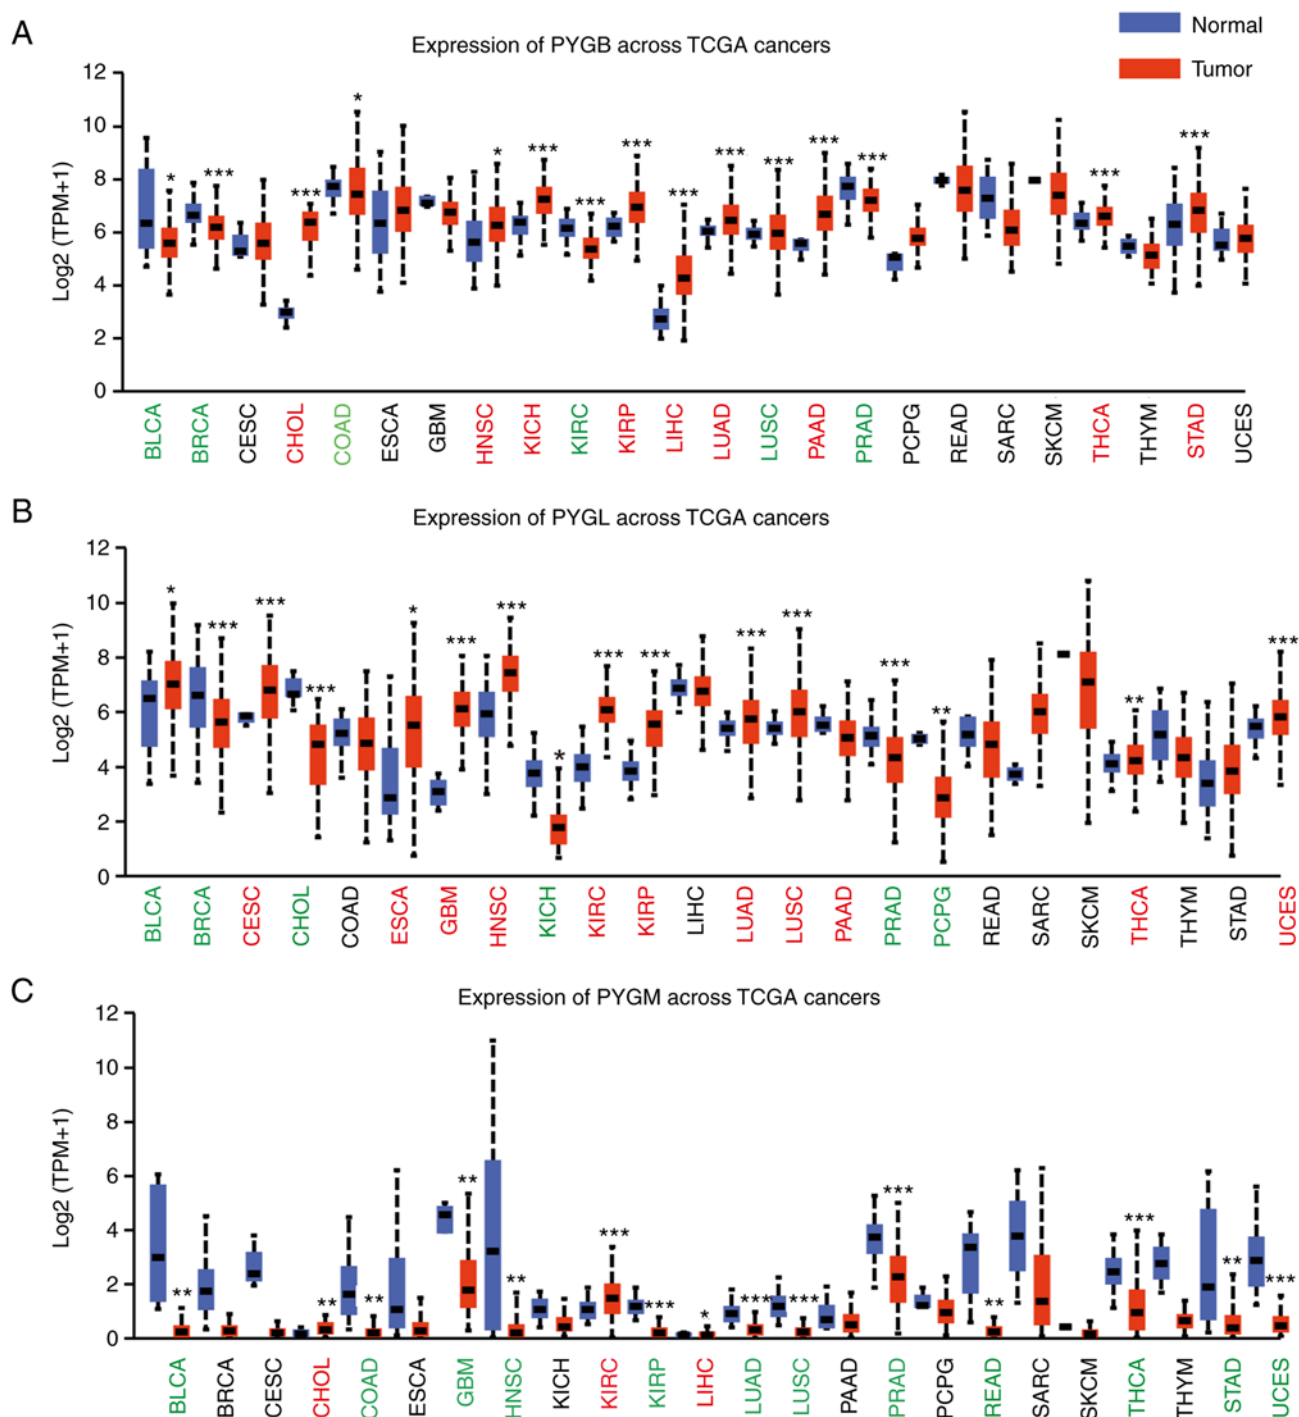 A
Expression of PYGB across TCGA cancers
Normal
Tumor
Log2 (TPM+1)
12
10
8
6
4
2
0
* *** *** * * *** *** *** *** *** *** *** *** *** ***
BLCA BRCA CESC CHOL COAD ESCA GBM HNSC KICH KIRC KIRP LIHC LUAD LUSC PAAD PRAD PCPG READ SARC SKCM THCA THYM STAD UCES
B
Expression of PYGL across TCGA cancers
Log2 (TPM+1)
12
10
8
6
4
2
0
* *** *** *** * *** *** * *** *** *** *** *** ** ** ***
BLCA BRCA CESC CHOL COAD ESCA GBM HNSC KICH KIRC KIRP LIHC LUAD LUSC PAAD PRAD PCPG READ SARC SKCM THCA THYM STAD UCES
C
Expression of PYGM across TCGA cancers
Log2 (TPM+1)
12
10
8
6
4
2
0
** ** ** ** ** *** *** * *** *** *** ** *** ** ***
BLCA BRCA CESC CHOL COAD ESCA GBM HNSC KICH KIRC KIRP LIHC LUAD LUSC PAAD PRAD PCPG READ SARC SKCM THCA THYM STAD UCES